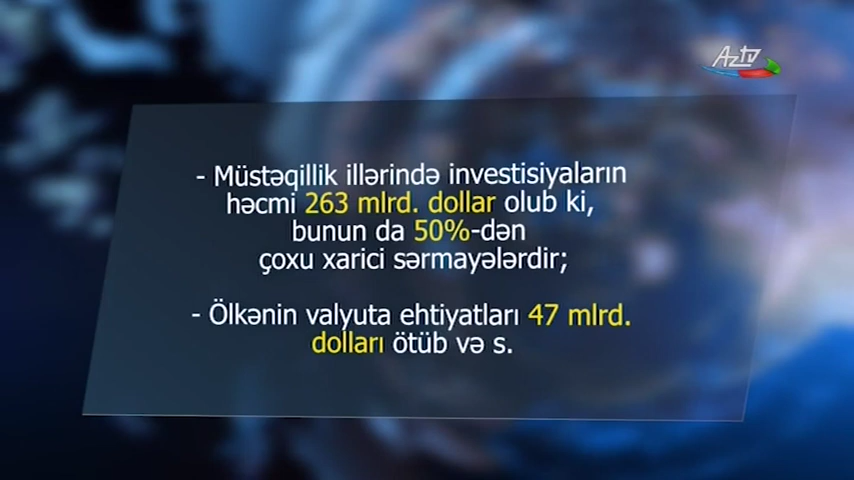 AzTV
- Müstəqillik illərində investisiyaların
həcmi 263 mlrd. dollar olub ki,
bunun da 50%-dən
çoxu xarici sərmayələrdir;
- Ölkənin valyuta ehtiyatları 47 mlrd.
dolları ötüb və s.